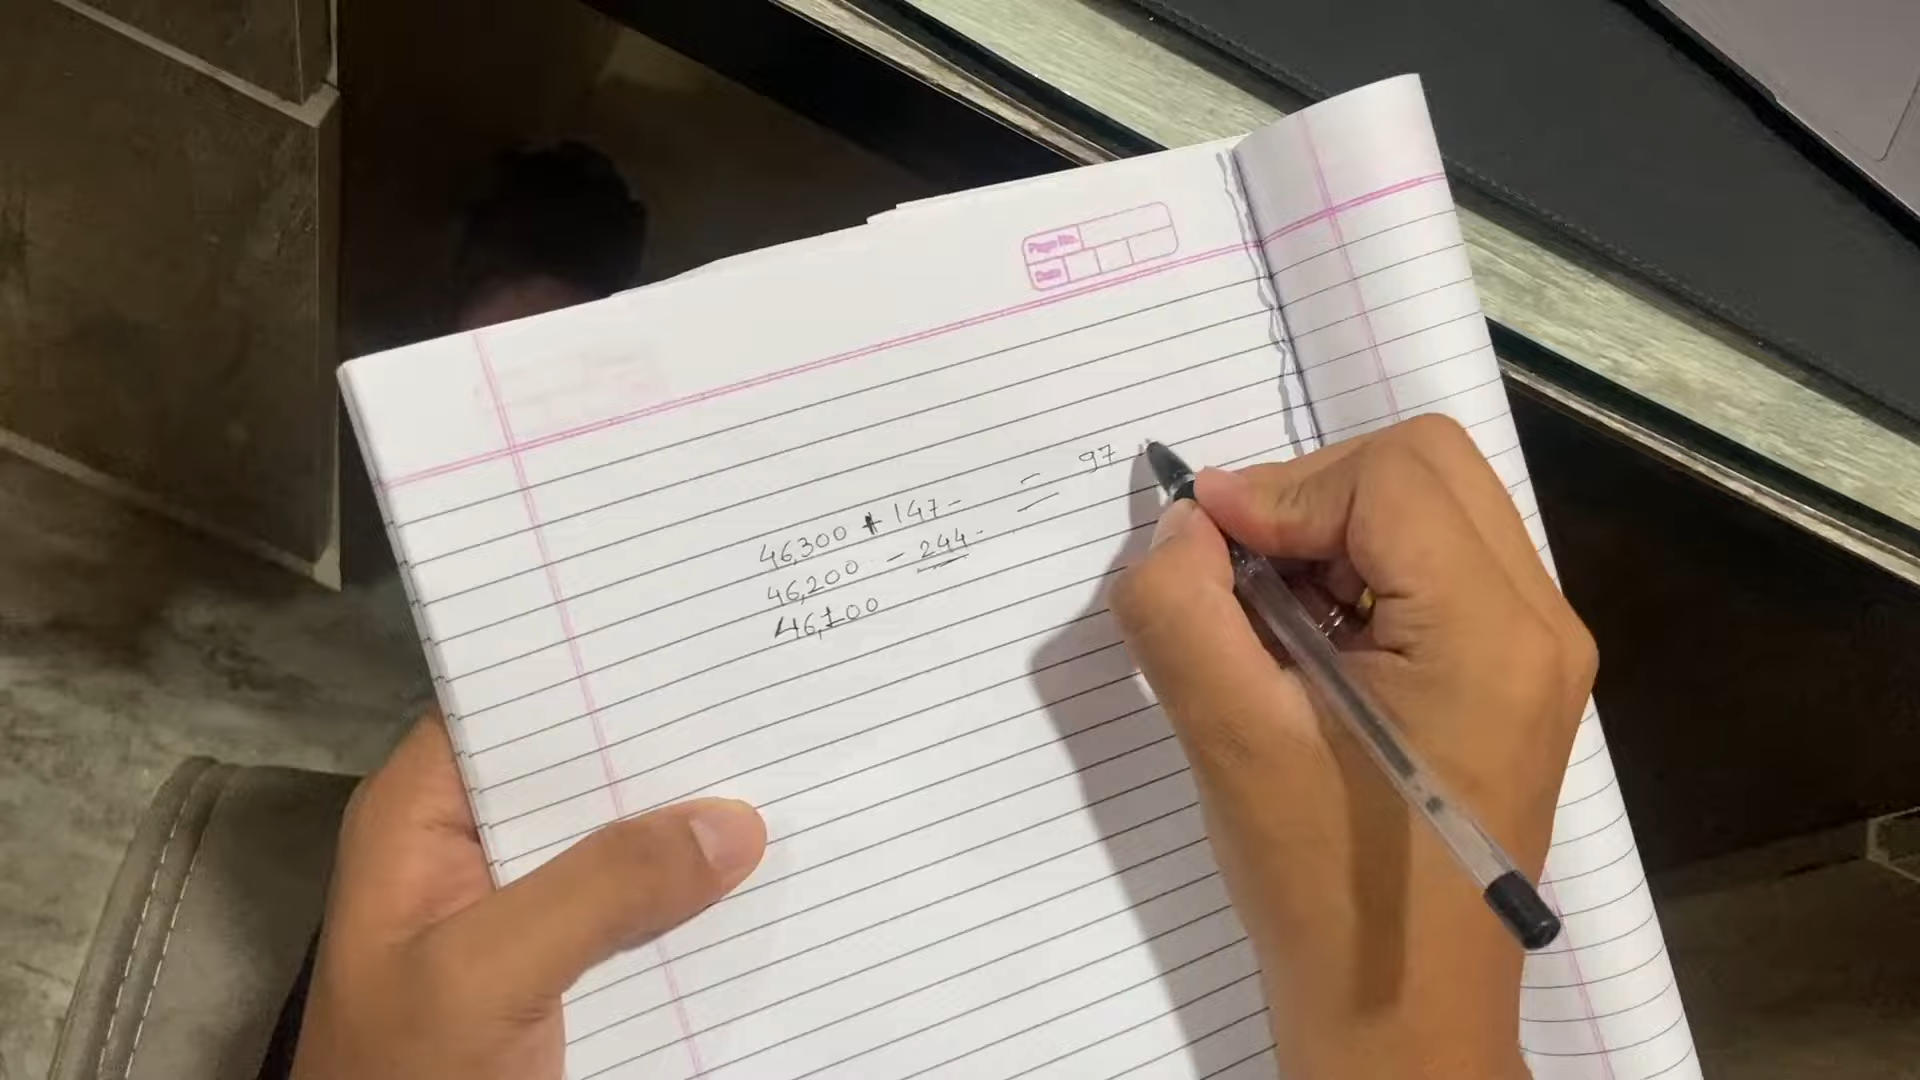 Page No.
Date
46,300 + 147 - = 97
46,200 - 244 -
46,100